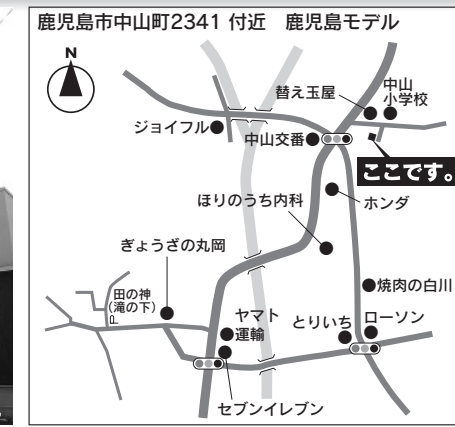 鹿児島市中山町2341 付近　鹿児島モデル
N
替え玉屋
中山
小学校
ジョイフル
中山交番
ここです。
ほりのうち内科
ホンダ
ぎょうざの丸岡
焼肉の白川
田の神
(滝の下)
ヤマト
運輸
とりいち
ローソン
セブンイレブン